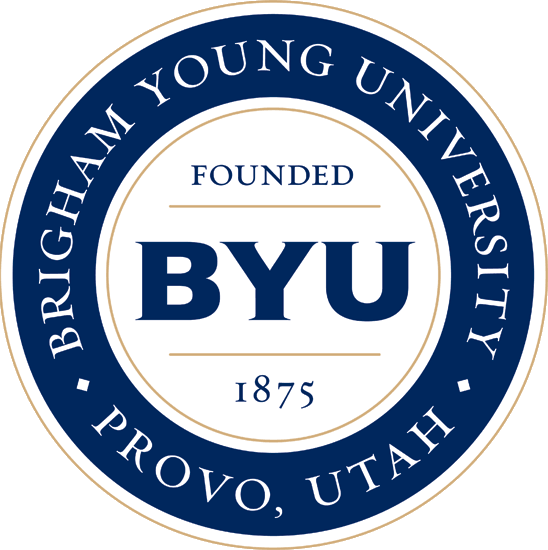 BRIGHAM YOUNG UNIVERSITY
FOUNDED
BYU
1875
PROVO, UTAH